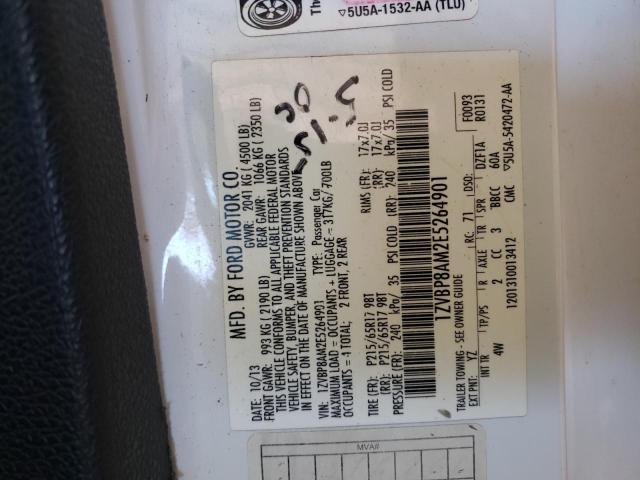 The
▽5U5A-1532-AA (TLU)
MFD. BY FORD MOTOR CO.
DATE: 10/13 GVWR: 2041 KG ( 4500 LB)
FRONT GAWR: 993 KG ( 2190 LB) REAR GAWR: 1066 KG ( 2350 LB)
THIS VEHICLE CONFORMS TO ALL APPLICABLE FEDERAL MOTOR
VEHICLE SAFETY, BUMPER, AND THEFT PREVENTION STANDARDS
IN EFFECT ON THE DATE OF MANUFACTURE SHOWN ABOVE.
VIN: 1ZVBP8AM2E5264901 TYPE: Passenger Car
MAXIMUM LOAD = OCCUPANTS + LUGGAGE = 317KG/ 700LB
OCCUPANTS = 4 TOTAL; 2 FRONT, 2 REAR
TIRE (FR): P215/65R17 98T RIMS (FR): 17x7.0J
(RR): P215/65R17 98T (RR): 17x7.0J
PRESSURE (FR): 240 kPa/ 35 PSI COLD (RR): 240 kPa/ 35 PSI COLD
1ZVBP8AM2E5264901
TRAILER TOWING - SEE OWNER GUIDE
F0093
R0131
EXT PNT: YZ RC: 71 DSO:
INT TR TP/PS R AXLE TR SPR DZF1A
4W 2 CC 3 BBCC 60A
1201310013412 CMC ▽5U5A-5420472-AA
MVA#